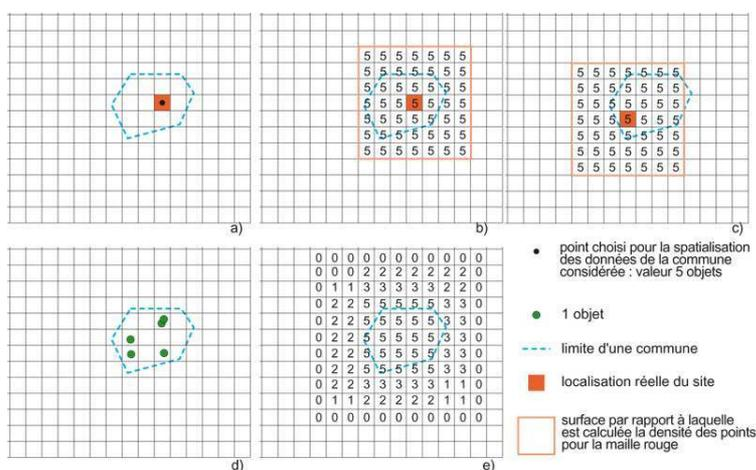 5 5 5 5 5 5 5
5 5 5 5 5 5 5
5 5 5 5 5 5 5
5 5 5 5 5 5 5
5 5 5 5 5 5 5
5 5 5 5 5 5 5
5 5 5 5 5 5 5
5 5 5 5 5 5 5
5 5 5 5 5 5 5
5 5 5 5 5 5 5
5 5 5 5 5 5 5
5 5 5 5 5 5 5
5 5 5 5 5 5 5
5 5 5 5 5 5 5
a)
b)
c)
0 0 0 0 0 0 0 0 0 0 0
0 0 0 2 2 2 2 2 2 2 0
0 1 1 3 3 3 3 3 2 2 0
0 2 2 5 5 5 5 5 3 3 0
0 2 2 5 5 5 5 5 3 3 0
0 2 2 5 5 5 5 5 3 3 0
0 2 2 5 5 5 5 5 3 3 0
0 2 2 5 5 5 5 5 3 3 0
0 2 2 3 3 3 3 3 1 1 0
0 1 1 2 2 2 2 2 1 1 0
0 0 0 0 0 0 0 0 0 0 0
d)
e)
point choisi pour la spatialisation
des données de la commune
considérée : valeur 5 objets
1 objet
limite d'une commune
localisation réelle du site
surface par rapport à laquelle
est calculée la densité des points
pour la maille rouge